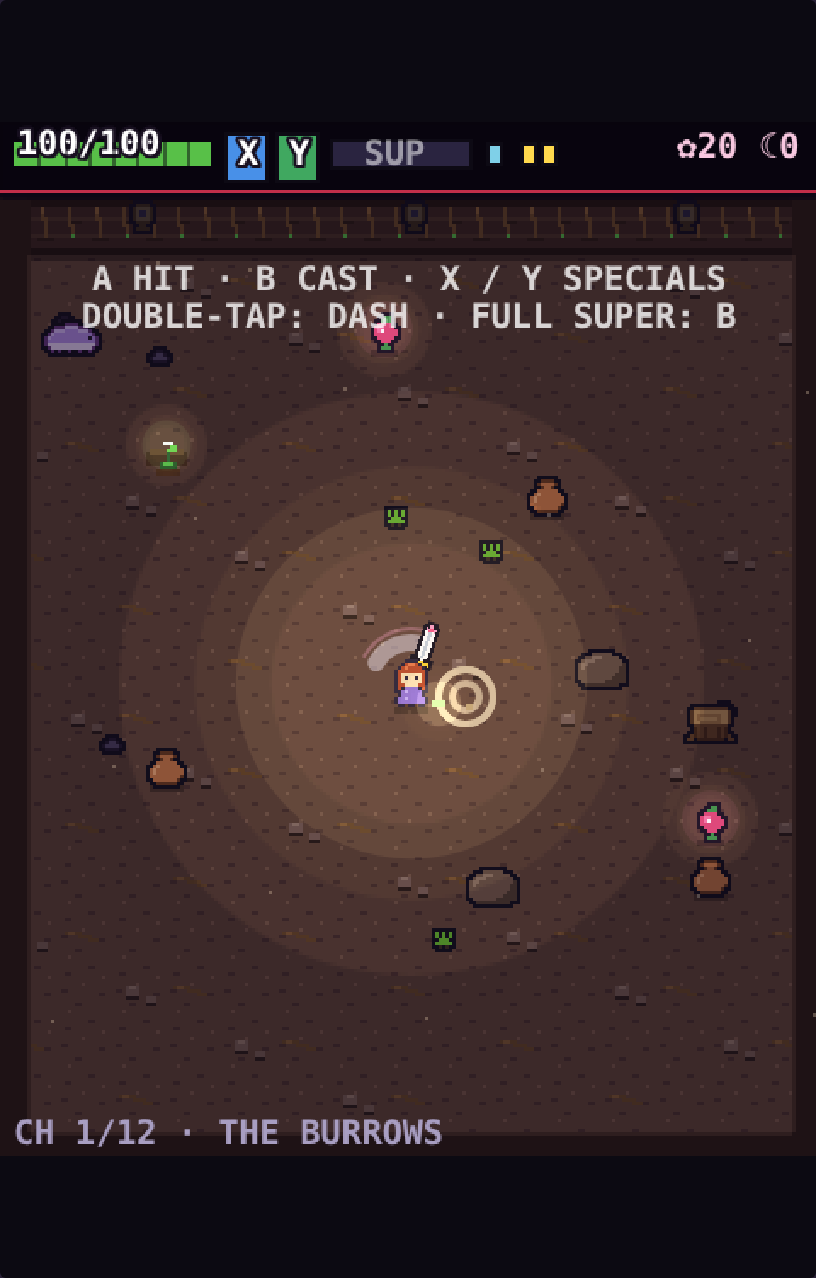 100/100 X Y SUP ✿20 ☾0
A HIT · B CAST · X / Y SPECIALS
DOUBLE-TAP: DASH · FULL SUPER: B
CH 1/12 · THE BURROWS